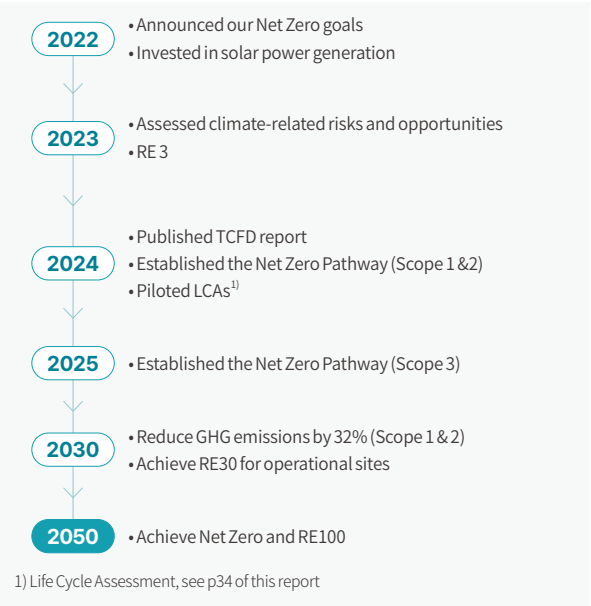 2022
• Announced our Net Zero goals
• Invested in solar power generation
2023
• Assessed climate-related risks and opportunities
• RE 3
2024
• Published TCFD report
• Established the Net Zero Pathway (Scope 1 &2)
• Piloted LCAs1)
2025
• Established the Net Zero Pathway (Scope 3)
2030
• Reduce GHG emissions by 32% (Scope 1 & 2)
• Achieve RE30 for operational sites
2050
• Achieve Net Zero and RE100
1) Life Cycle Assessment, see p34 of this report